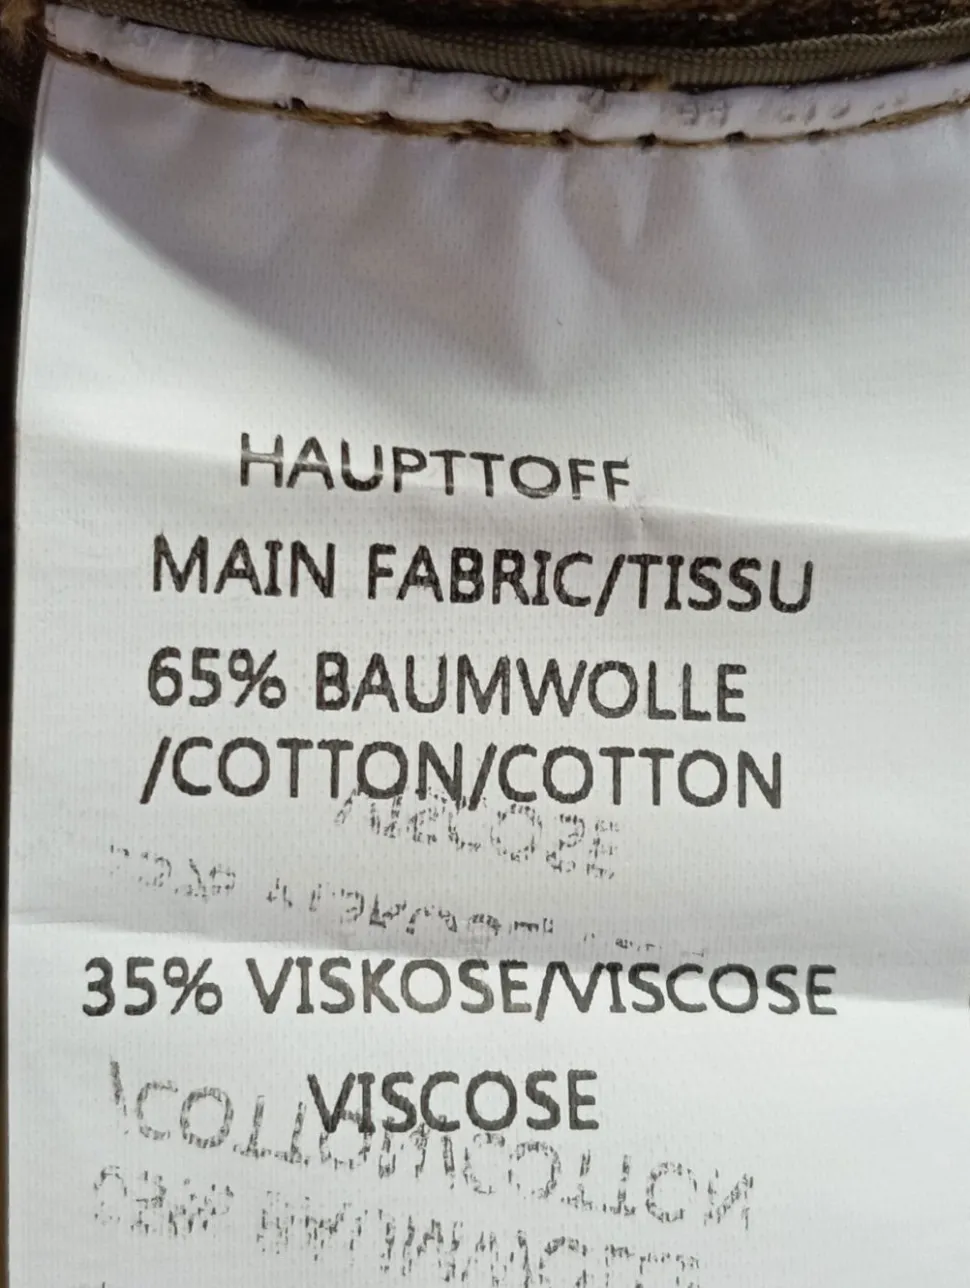 HAUPTTOFF
MAIN FABRIC/TISSU
65% BAUMWOLLE
/COTTON/COTTON
35% VISKOSE/VISCOSE
VISCOSE